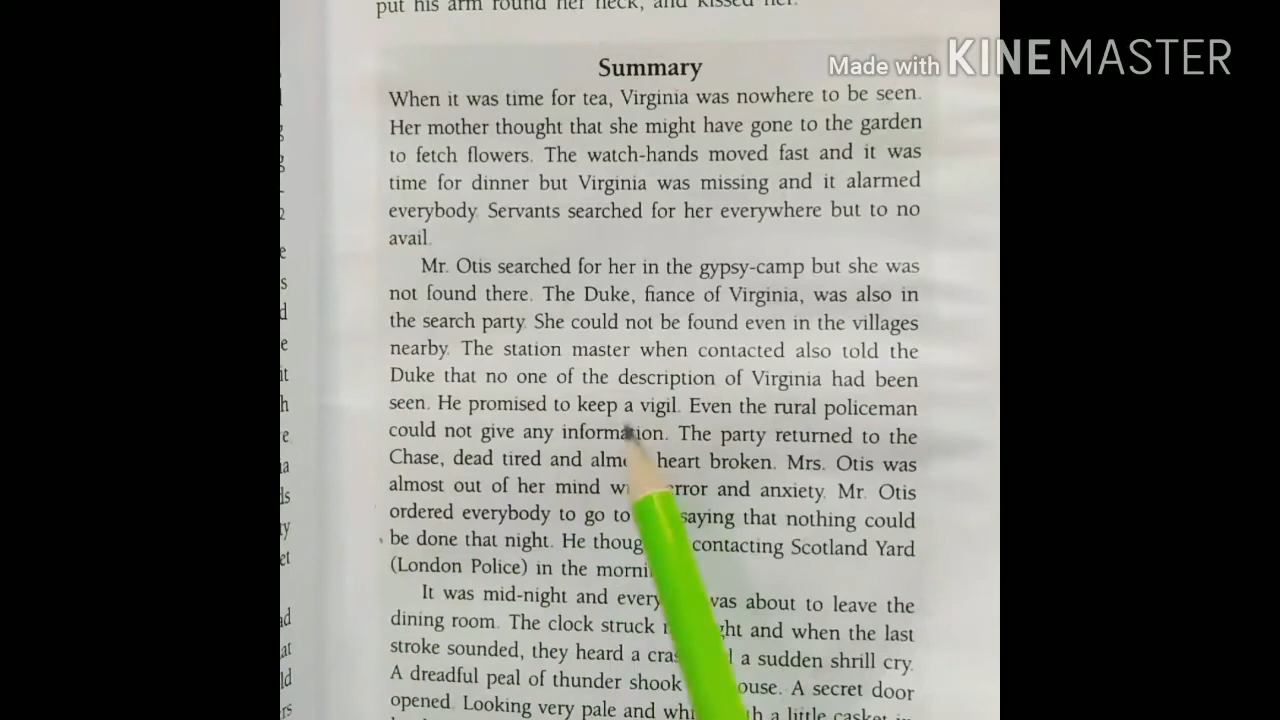 put his arm round her neck, and kissed her.
Made with KINEMASTER
Summary
When it was time for tea, Virginia was nowhere to be seen.
Her mother thought that she might have gone to the garden
to fetch flowers. The watch-hands moved fast and it was
time for dinner but Virginia was missing and it alarmed
everybody. Servants searched for her everywhere but to no
avail.
Mr. Otis searched for her in the gypsy-camp but she was
not found there. The Duke, fiance of Virginia, was also in
the search party. She could not be found even in the villages
nearby. The station master when contacted also told the
Duke that no one of the description of Virginia had been
seen. He promised to keep a vigil. Even the rural policeman
could not give any information. The party returned to the
Chase, dead tired and heart broken. Mrs. Otis was
almost out of her mind and anxiety. Mr. Otis
ordered everybody to go to saying that nothing could
be done that night. He contacting Scotland Yard
(London Police) in the
It was mid-night and was about to leave the
dining room. The clock struck and when the last
stroke sounded, they heard a a sudden shrill cry.
A dreadful peal of thunder shook A secret door
opened. Looking very pale and a little casket in